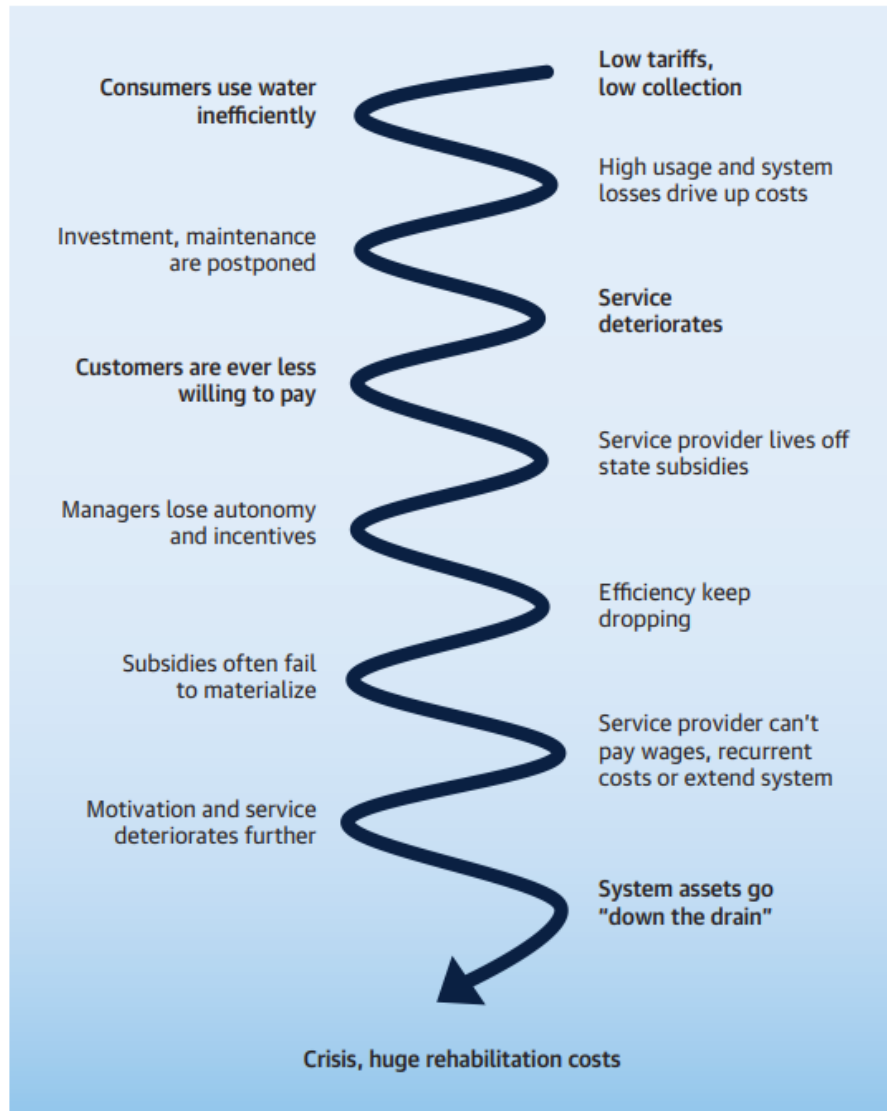 Low tariffs,
low collection
Consumers use water
inefficiently
High usage and system
losses drive up costs
Investment, maintenance
are postponed
Service
deteriorates
Customers are ever less
willing to pay
Service provider lives off
state subsidies
Managers lose autonomy
and incentives
Efficiency keep
dropping
Subsidies often fail
to materialize
Service provider can't
pay wages, recurrent
costs or extend system
Motivation and service
deteriorates further
System assets go
"down the drain"
Crisis, huge rehabilitation costs